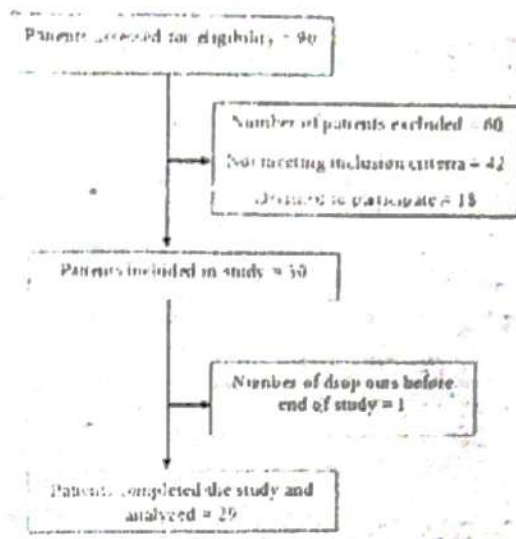 Patients assessed for eligibility = 90
Number of patients excluded = 60
Not meeting inclusion criteria = 42
Declined to participate = 18
Patients included in study = 30
Number of drop outs before
end of study = 1
Patients completed the study and
analyzed = 29